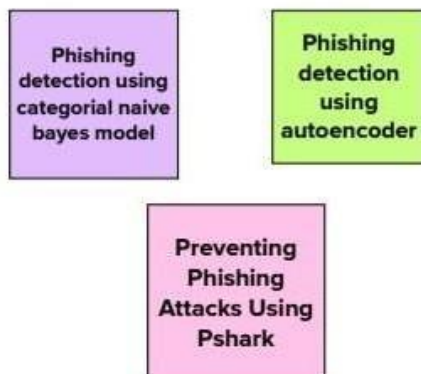 Phishing
detection using
categorial naive
bayes model
Phishing
detection
using
autoencoder
Preventing
Phishing
Attacks Using
Pshark